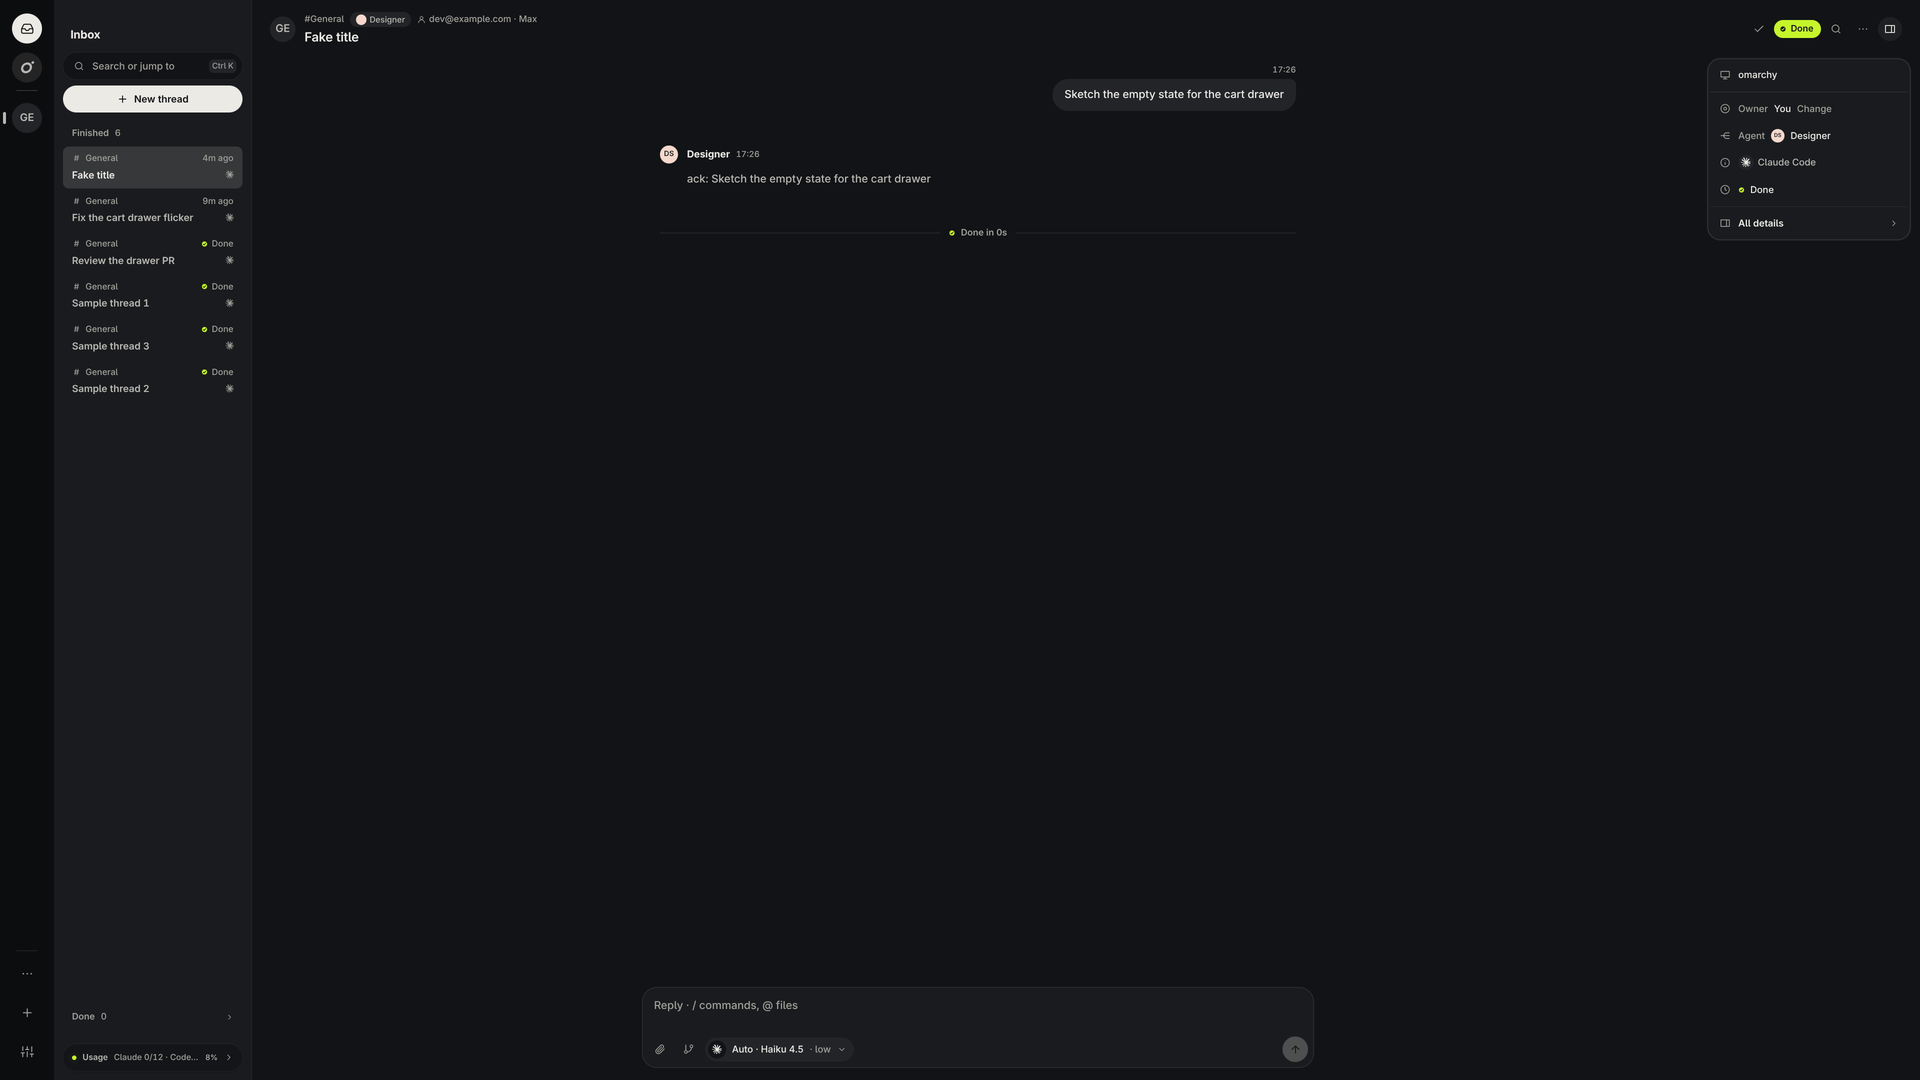 Inbox
Search or jump to Ctrl K
New thread
GE
Finished 6
# General 4m ago
Fake title
# General 9m ago
Fix the cart drawer flicker
# General Done
Review the drawer PR
# General Done
Sample thread 1
# General Done
Sample thread 3
# General Done
Sample thread 2
Done 0
Usage Claude 0/12 · Code... 8%
GE
#General Designer dev@example.com · Max
Fake title
Done
17:26
Sketch the empty state for the cart drawer
DS Designer 17:26
ack: Sketch the empty state for the cart drawer
Done in 0s
Reply · / commands, @ files
Auto · Haiku 4.5 · low
omarchy
Owner You Change
Agent DS Designer
Claude Code
Done
All details